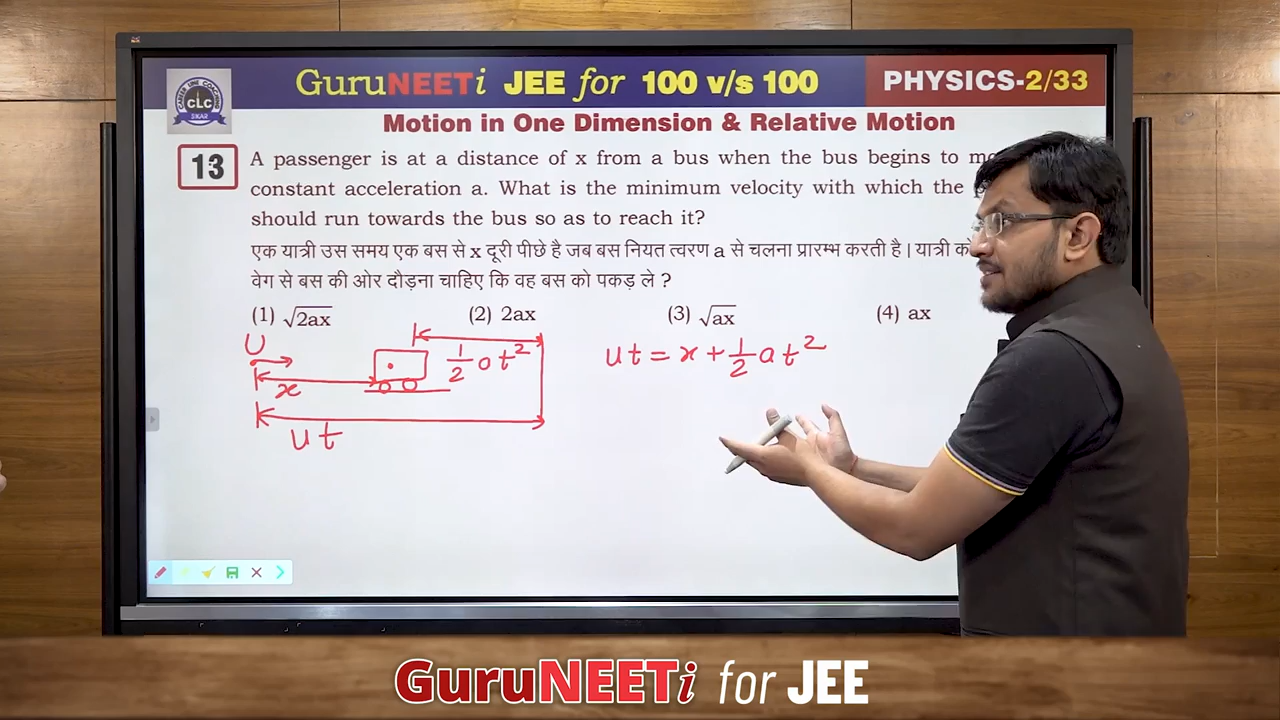 GuruNEETi JEE for 100 v/s 100
PHYSICS-2/33
CAREER LINE COACHING
CLC
SIKAR
Motion in One Dimension & Relative Motion
13
A passenger is at a distance of x from a bus when the bus begins to
constant acceleration a. What is the minimum velocity with which the
should run towards the bus so as to reach it?
एक यात्री उस समय एक बस से x दूरी पीछे है जब बस नियत त्वरण a से चलना प्रारम्भ करती है। यात्री
वेग से बस की ओर दौड़ना चाहिए कि वह बस को पकड़ ले ?
(1) √2ax (2) 2ax (3) √ax (4) ax
U
x
1/2 at²
ut
ut = x + 1/2 at²
GuruNEETi for JEE